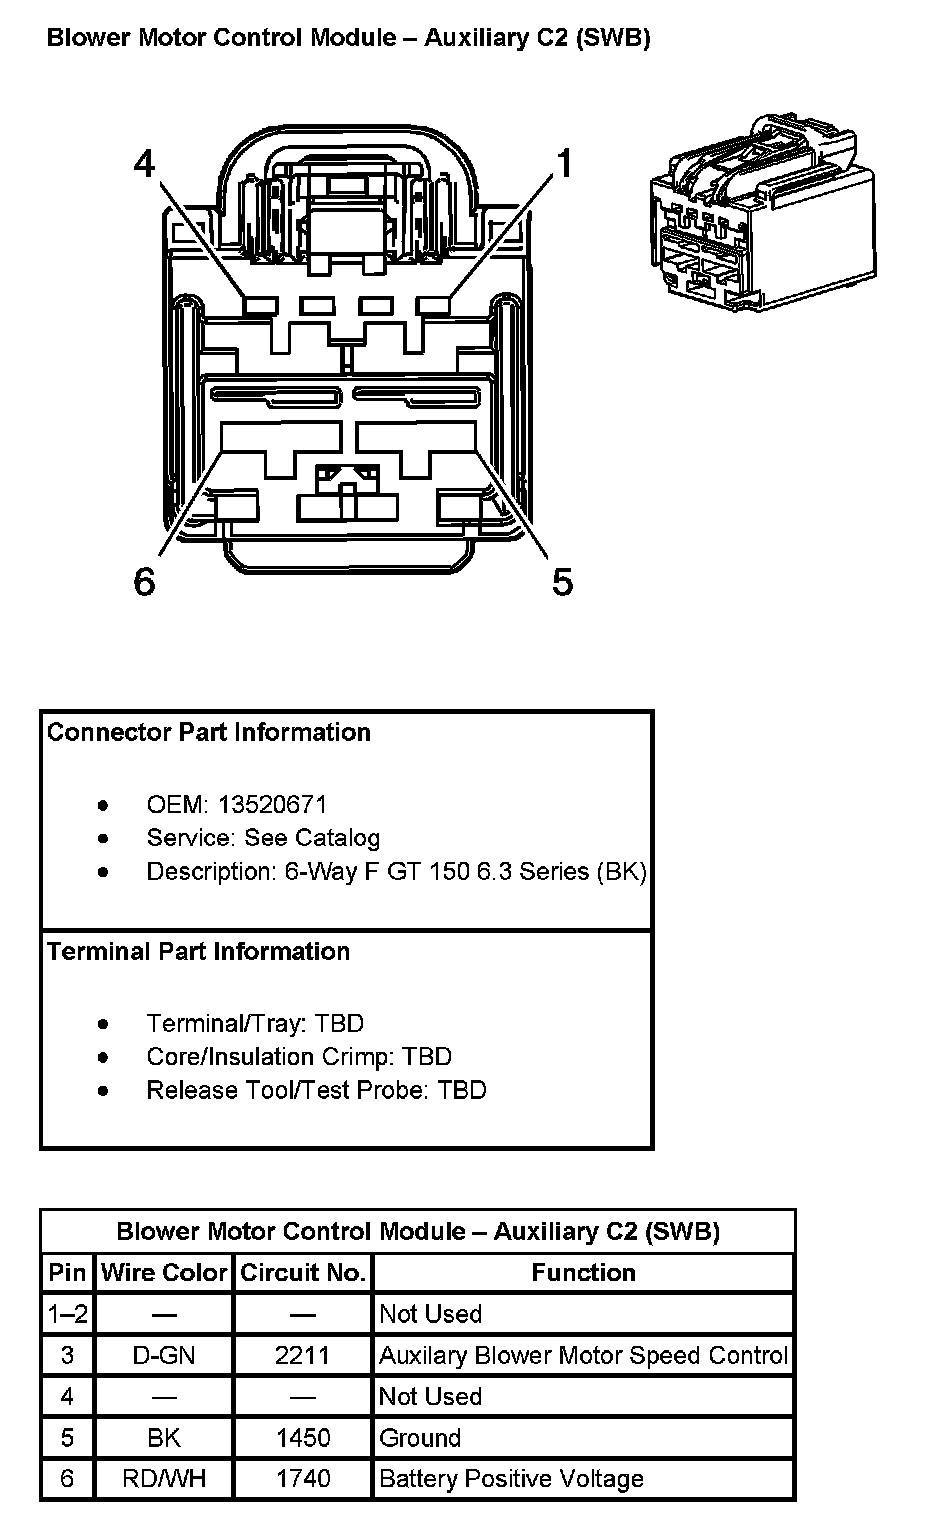 Blower Motor Control Module – Auxiliary C2 (SWB)
4
1
6
5
Connector Part Information
• OEM: 13520671
• Service: See Catalog
• Description: 6-Way F GT 150 6.3 Series (BK)
Terminal Part Information
• Terminal/Tray: TBD
• Core/Insulation Crimp: TBD
• Release Tool/Test Probe: TBD
Blower Motor Control Module – Auxiliary C2 (SWB)
Pin Wire Color Circuit No. Function
1–2 — — Not Used
3 D-GN 2211 Auxilary Blower Motor Speed Control
4 — — Not Used
5 BK 1450 Ground
6 RD/WH 1740 Battery Positive Voltage